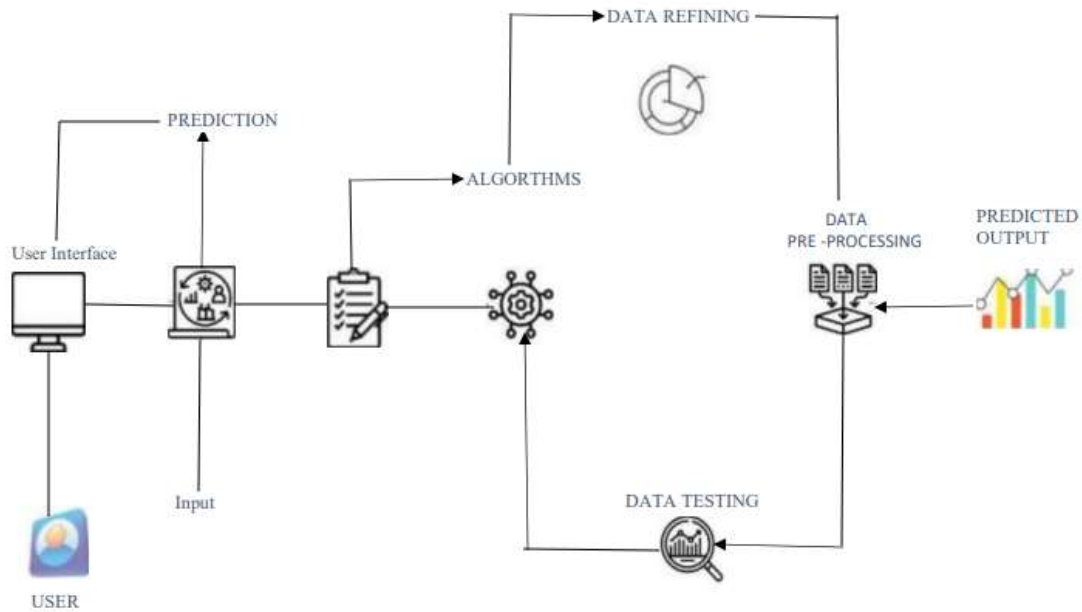 DATA REFINING
PREDICTION
ALGORTHMS
DATA
PRE -PROCESSING
PREDICTED
OUTPUT
User Interface
Input
DATA TESTING
USER